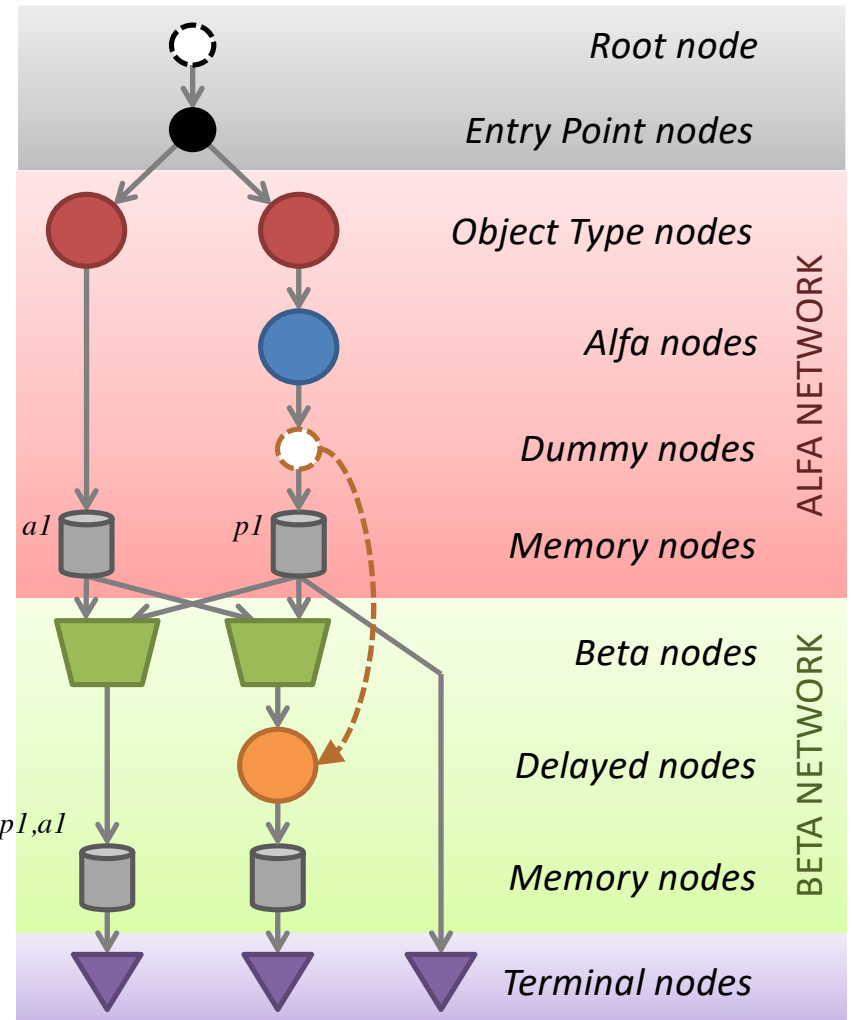 Root node
Entry Point nodes
Object Type nodes
Alfa nodes
Dummy nodes
a1
p1
Memory nodes
ALFA NETWORK
Beta nodes
Delayed nodes
p1,a1
Memory nodes
BETA NETWORK
Terminal nodes